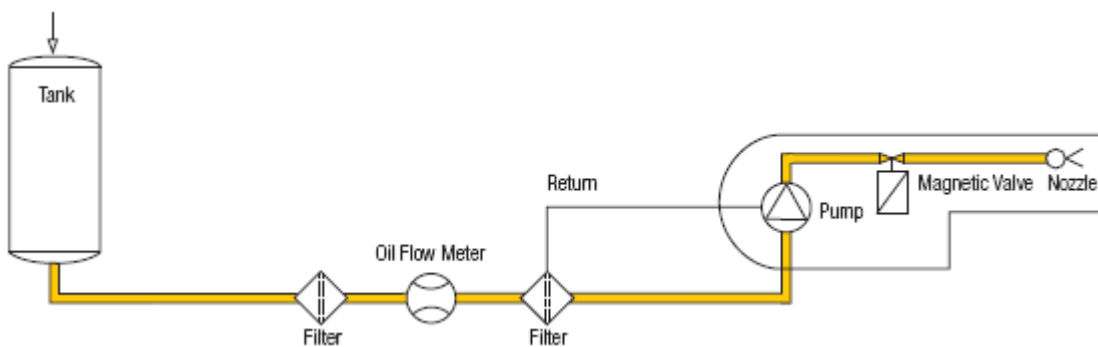 Tank
Return
Magnetic Valve
Nozzle
Pump
Oil Flow Meter
Filter
Filter